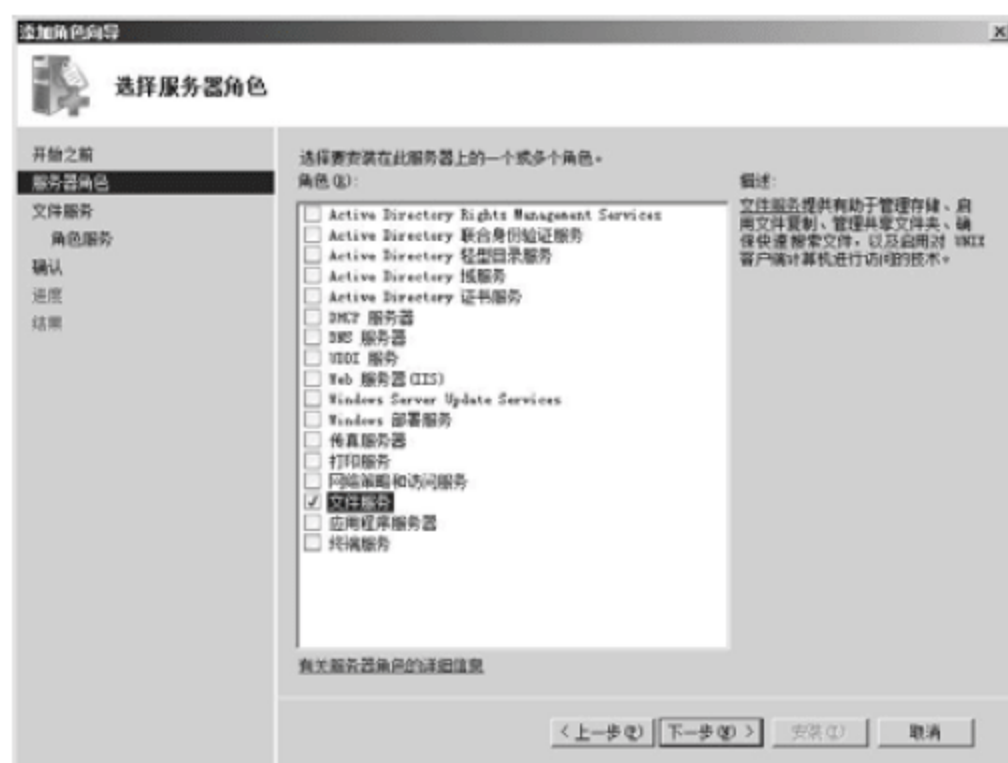 添加角色向导
选择服务器角色
开始之前
服务器角色
文件服务
角色服务
确认
进度
结果
选择要安装在此服务器上的一个或多个角色。
角色(R):
Active Directory Rights Management Services
Active Directory 联合身份验证服务
Active Directory 轻型目录服务
Active Directory 域服务
Active Directory 证书服务
DHCP 服务器
DNS 服务器
UDDI 服务
Web 服务器(IIS)
Windows Server Update Services
Windows 部署服务
传真服务器
打印服务
网络策略和访问服务
文件服务
应用程序服务器
终端服务
有关服务器角色的详细信息
描述:
文件服务提供有助于管理存储、启
用文件复制、管理共享文件夹、确
保快速搜索文件，以及启用对 UNIX
客户端计算机进行访问的技术。
<上一步(P)
下一步(N) >
安装(I)
取消